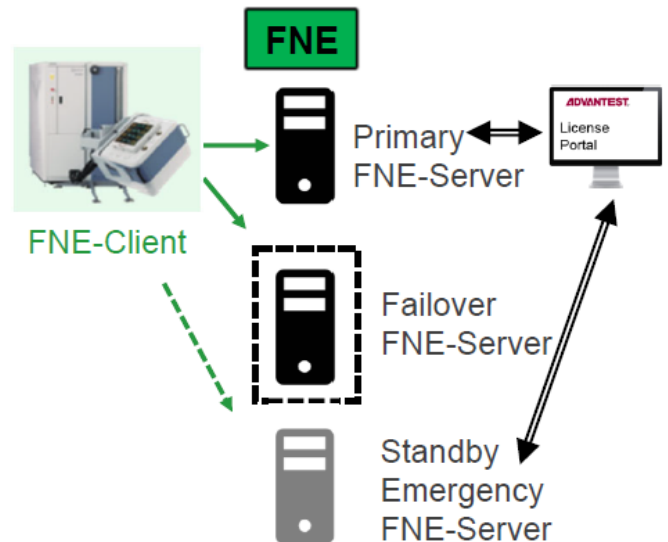 FNE
Primary
FNE-Server
ADVANTEST
License
Portal
FNE-Client
Failover
FNE-Server
Standby
Emergency
FNE-Server